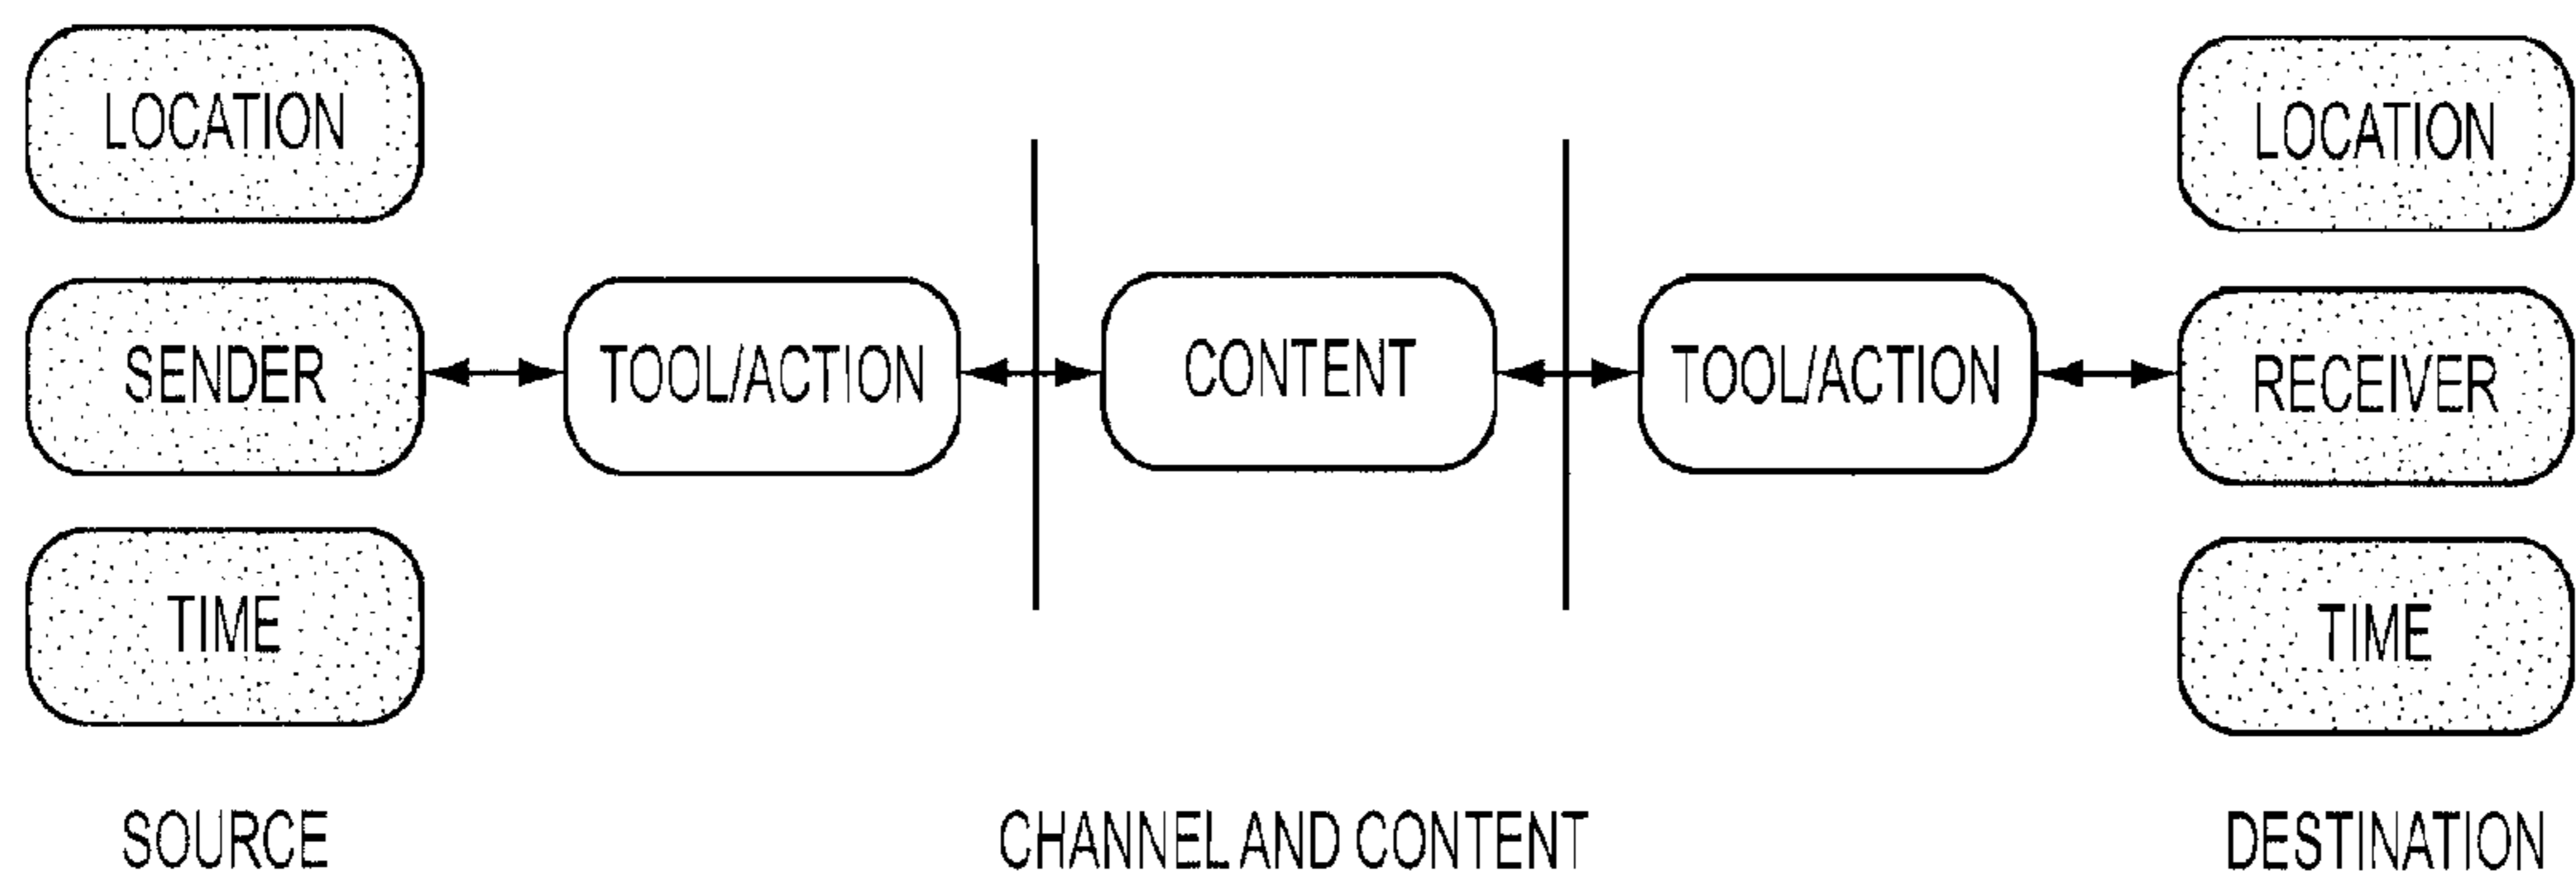 LOCATION
LOCATION
SENDER
TOOL/ACTION
CONTENT
TOOL/ACTION
RECEIVER
TIME
TIME
SOURCE
CHANNEL AND CONTENT
DESTINATION